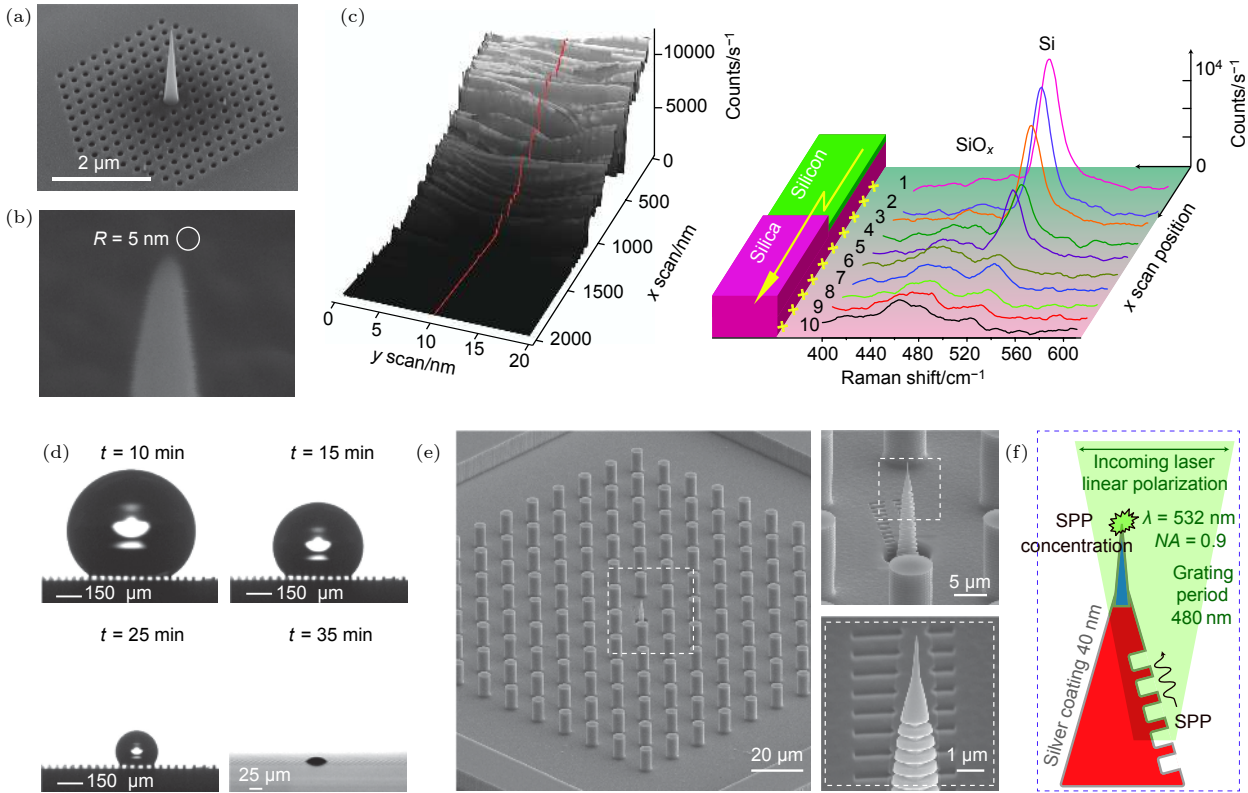 (a)
2 µm
(b)
R = 5 nm
(c)
10000
5000
0
Counts/s⁻¹
500
1000
1500
2000
x scan/nm
0
5
10
15
20
y scan/nm
Si
10⁴
Counts/s⁻¹
0
SiOₓ
Silicon
Silica
1
2
3
4
5
6
7
8
9
10
x scan position
400 440 480 520 560 600
Raman shift/cm⁻¹
(d)
t = 10 min
t = 15 min
150 µm
150 µm
t = 25 min
t = 35 min
150 µm
25 µm
(e)
20 µm
5 µm
1 µm
(f)
Incoming laser
linear polarization
SPP
concentration
λ = 532 nm
NA = 0.9
Grating
period
480 nm
Silver coating 40 nm
SPP